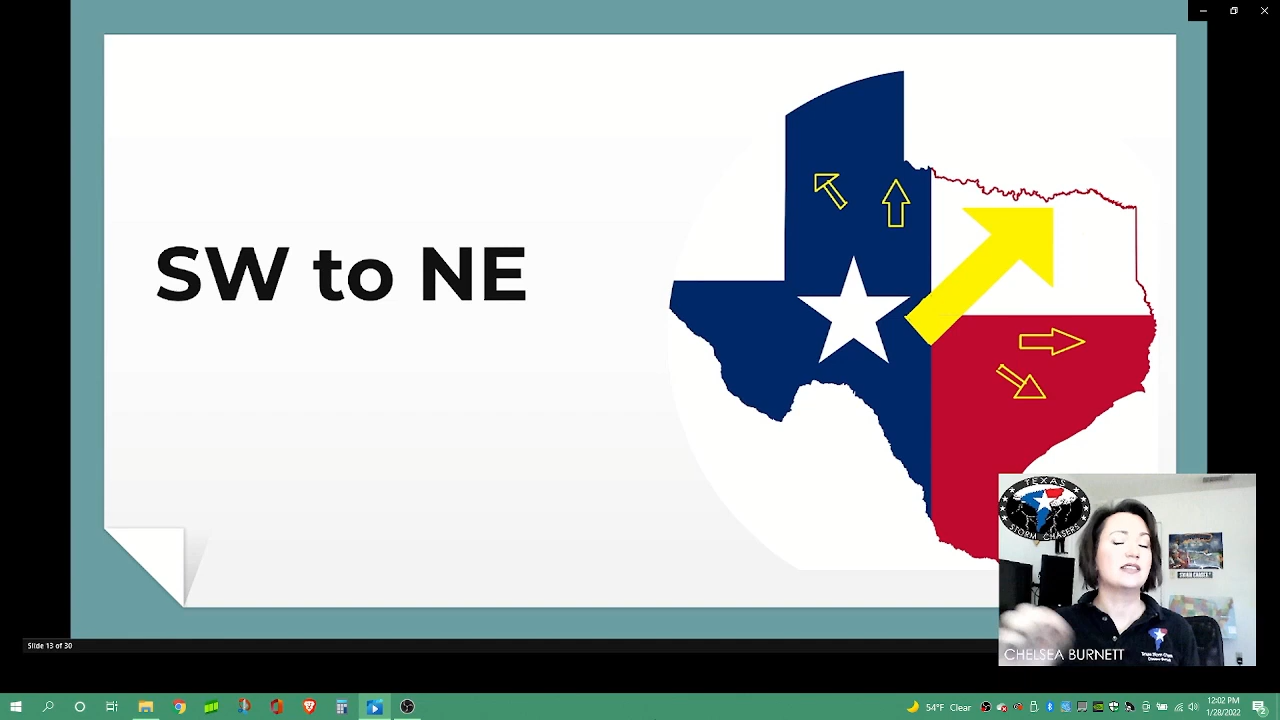 SW to NE
TEXAS
STORM CHASERS
CHELSEA BURNETT
Slide 13 of 30
54°F Clear
12:02 PM
1/28/2022